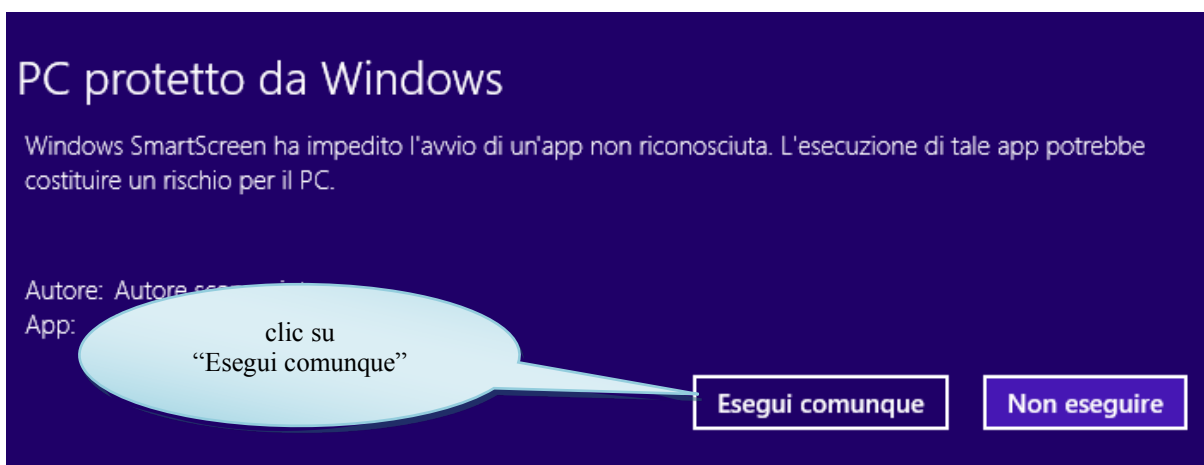 PC protetto da Windows
Windows SmartScreen ha impedito l'avvio di un'app non riconosciuta. L'esecuzione di tale app potrebbe
costituire un rischio per il PC.
Autore: Autore
App:
clic su
“Esegui comunque”
Esegui comunque
Non eseguire